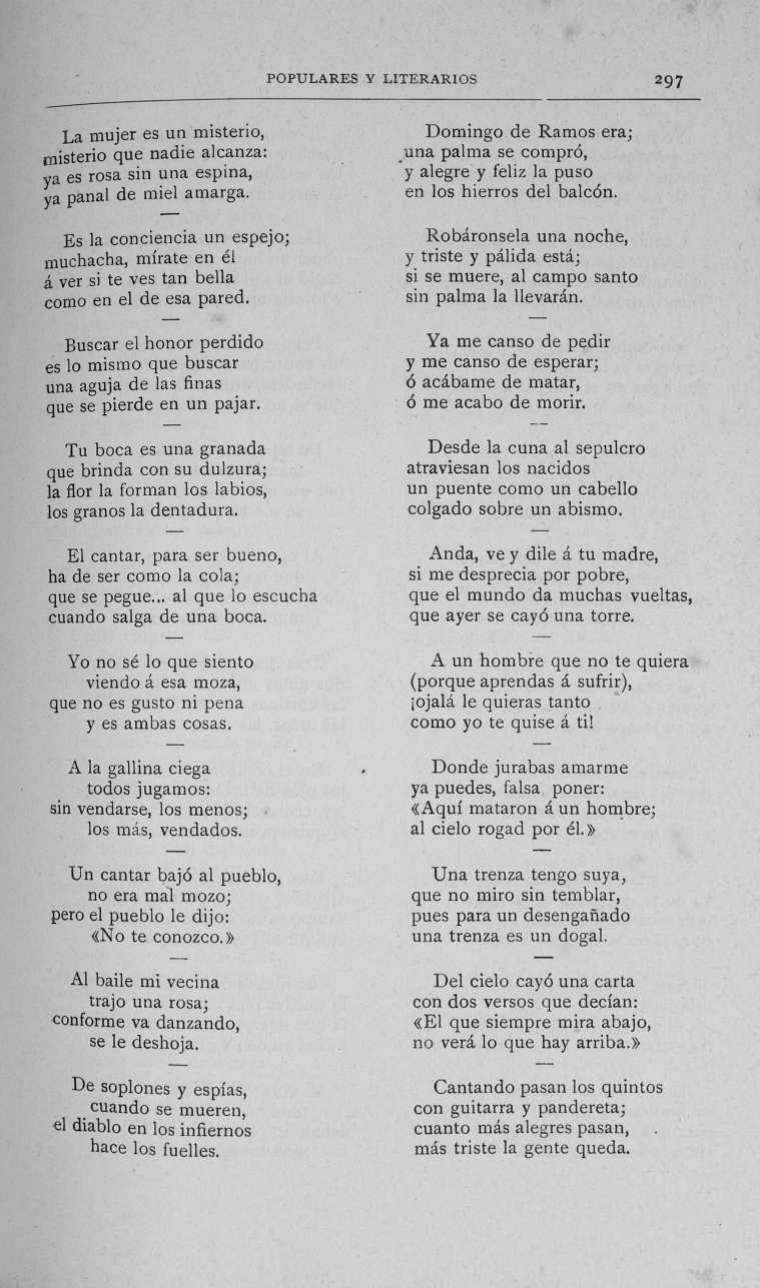 POPULARES Y LITERARIOS 297
La mujer es un misterio,
misterio que nadie alcanza:
ya es rosa sin una espina,
ya panal de miel amarga.
Es la conciencia un espejo;
muchacha, mírate en él
á ver si te ves tan bella
como en el de esa pared.
Buscar el honor perdido
es lo mismo que buscar
una aguja de las finas
que se pierde en un pajar.
Tu boca es una granada
que brinda con su dulzura;
la flor la forman los labios,
los granos la dentadura.
El cantar, para ser bueno,
ha de ser como la cola;
que se pegue... al que lo escucha
cuando salga de una boca.
Yo no sé lo que siento
viendo á esa moza,
que no es gusto ni pena
y es ambas cosas.
A la gallina ciega
todos jugamos:
sin vendarse, los menos;
los más, vendados.
Un cantar bajó al pueblo,
no era mal mozo;
pero el pueblo le dijo:
«No te conozco.»
Al baile mi vecina
trajo una rosa;
conforme va danzando,
se le deshoja.
De soplones y espías,
cuando se mueren,
el diablo en los infiernos
hace los fuelles.
Domingo de Ramos era;
una palma se compró,
y alegre y feliz la puso
en los hierros del balcón.
Robáronsela una noche,
y triste y pálida está;
si se muere, al campo santo
sin palma la llevarán.
Ya me canso de pedir
y me canso de esperar;
ó acábame de matar,
ó me acabo de morir.
Desde la cuna al sepulcro
atraviesan los nacidos
un puente como un cabello
colgado sobre un abismo.
Anda, ve y dile á tu madre,
si me desprecia por pobre,
que el mundo da muchas vueltas,
que ayer se cayó una torre.
A un hombre que no te quiera
(porque aprendas á sufrir),
¡ojalá le quieras tanto
como yo te quise á ti!
Donde jurabas amarme
ya puedes, falsa poner:
«Aquí mataron á un hombre;
al cielo rogad por él.»
Una trenza tengo suya,
que no miro sin temblar,
pues para un desengañado
una trenza es un dogal.
Del cielo cayó una carta
con dos versos que decían:
«El que siempre mira abajo,
no verá lo que hay arriba.»
Cantando pasan los quintos
con guitarra y pandereta;
cuanto más alegres pasan,
más triste la gente queda.